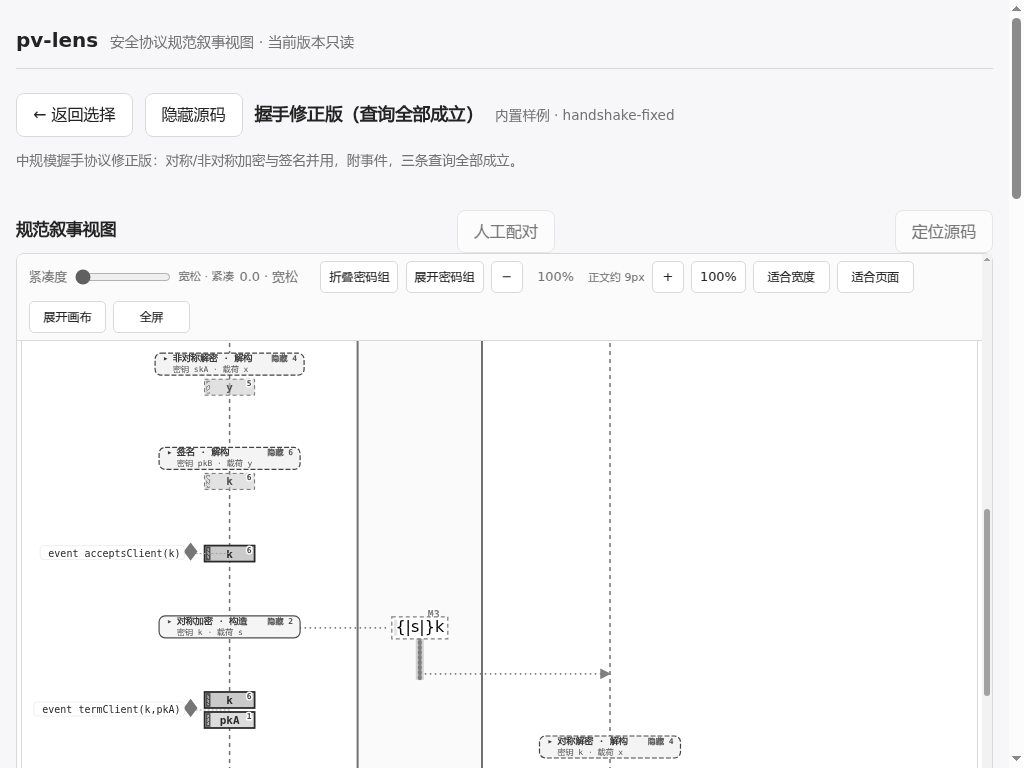 pv-lens 安全协议规范叙事视图 · 当前版本只读
← 返回选择 隐藏源码 握手修正版（查询全部成立） 内置样例 · handshake-fixed
中规模握手协议修正版：对称/非对称加密与签名并用，附事件，三条查询全部成立。
规范叙事视图 人工配对 定位源码
紧凑度 宽松 · 紧凑 0.0 · 宽松 折叠密码组 展开密码组 − 100% 正文约 9px + 100% 适合宽度 适合页面
展开画布 全屏
▸ 非对称解密 · 解构 隐藏 4
密钥 skA · 载荷 x
y 5
▸ 签名 · 解构 隐藏 6
密钥 pkB · 载荷 y
k 6
event acceptsClient(k) k 6
M3
▸ 对称加密 · 构造 隐藏 2
密钥 k · 载荷 s
{|s|}k
k 6
event termClient(k,pkA)
pkA 1
▸ 对称解密 · 解构 隐藏 4
密钥 k · 载荷 x